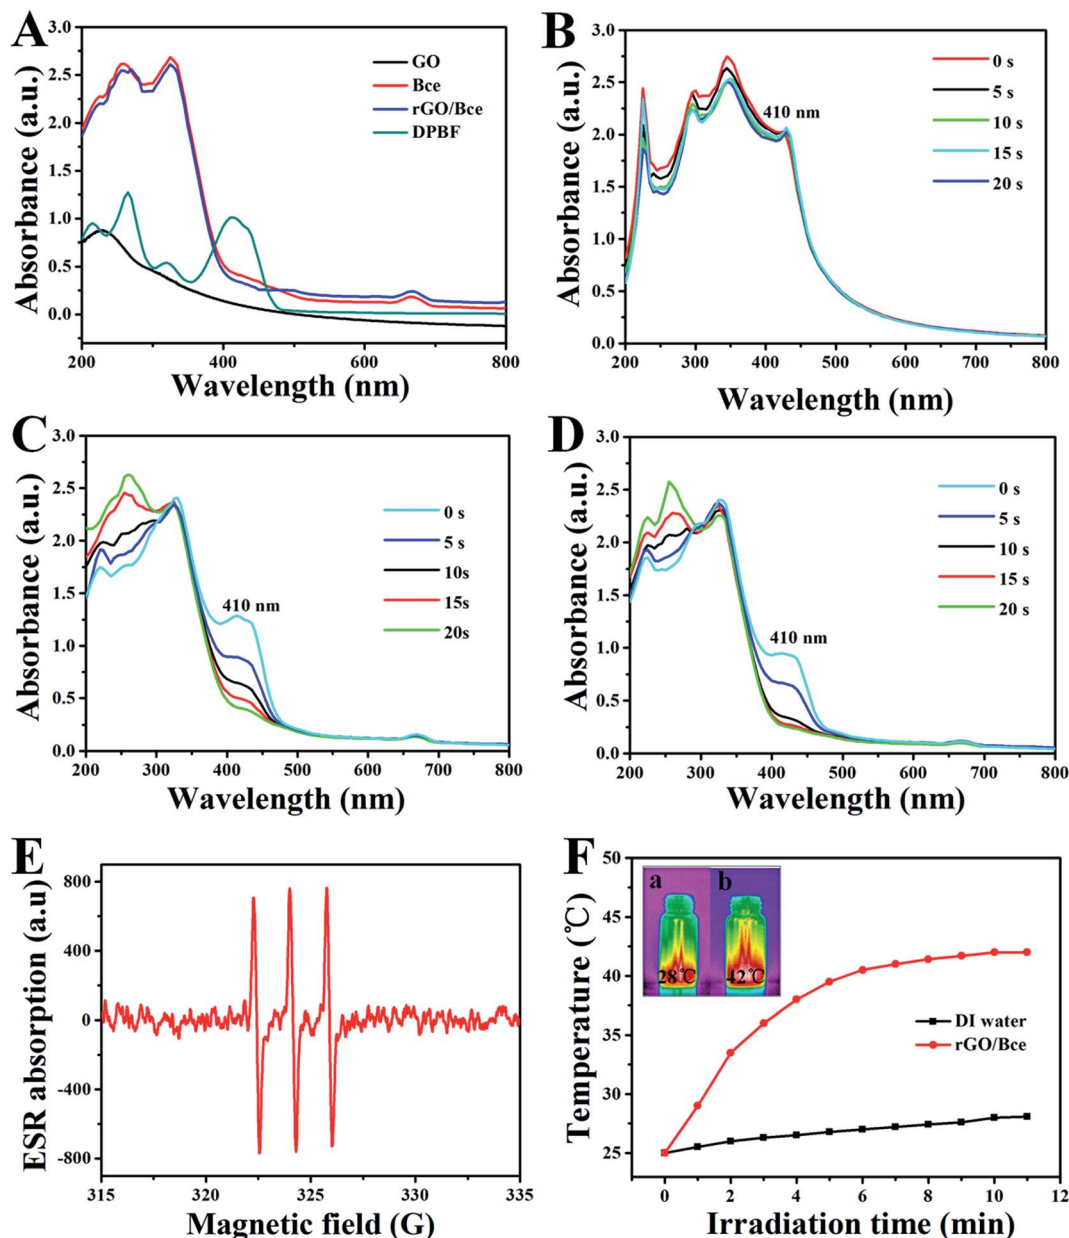 A
Absorbance (a.u.)
3.0
2.5
2.0
1.5
1.0
0.5
0.0
GO
Bce
rGO/Bce
DPBF
200 400 600 800
Wavelength (nm)
B
Absorbance (a.u.)
3.0
2.5
2.0
1.5
1.0
0.5
0.0
410 nm
0 s
5 s
10 s
15 s
20 s
200 300 400 500 600 700 800
Wavelength (nm)
C
Absorbance (a.u.)
3.0
2.5
2.0
1.5
1.0
0.5
0.0
410 nm
0 s
5 s
10s
15s
20s
200 300 400 500 600 700 800
Wavelength (nm)
D
Absorbance (a.u.)
3.0
2.5
2.0
1.5
1.0
0.5
0.0
410 nm
0 s
5 s
10 s
15 s
20 s
200 300 400 500 600 700 800
Wavelength (nm)
E
ESR absorption (a.u)
800
400
0
-400
-800
315 320 325 330 335
Magnetic field (G)
F
Temperature (℃)
50
45
40
35
30
25
a b
28℃ 42℃
DI water
rGO/Bce
0 2 4 6 8 10 12
Irradiation time (min)